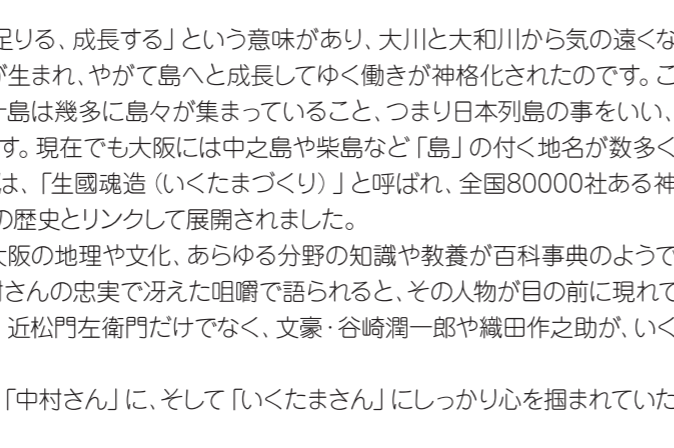 足りる、成長する」という意味があり、大川と大和川から気の遠くな
が生まれ、やがて島へと成長してゆく働きが神格化されたのです。こ
十島は幾多に島々が集まっていること、つまり日本列島の事をいい、
す。現在でも大阪には中之島や柴島など「島」の付く地名が数多く
は、「生國魂造（いくたまづくり）」と呼ばれ、全国80000社ある神
の歴史とリンクして展開されました。
大阪の地理や文化、あらゆる分野の知識や教養が百科事典のようで
村さんの忠実で冴えた咀嚼で語られると、その人物が目の前に現れて
近松門左衛門だけでなく、文豪・谷崎潤一郎や織田作之助が、いく
「中村さん」に、そして「いくたまさん」にしっかり心を掴まれていた